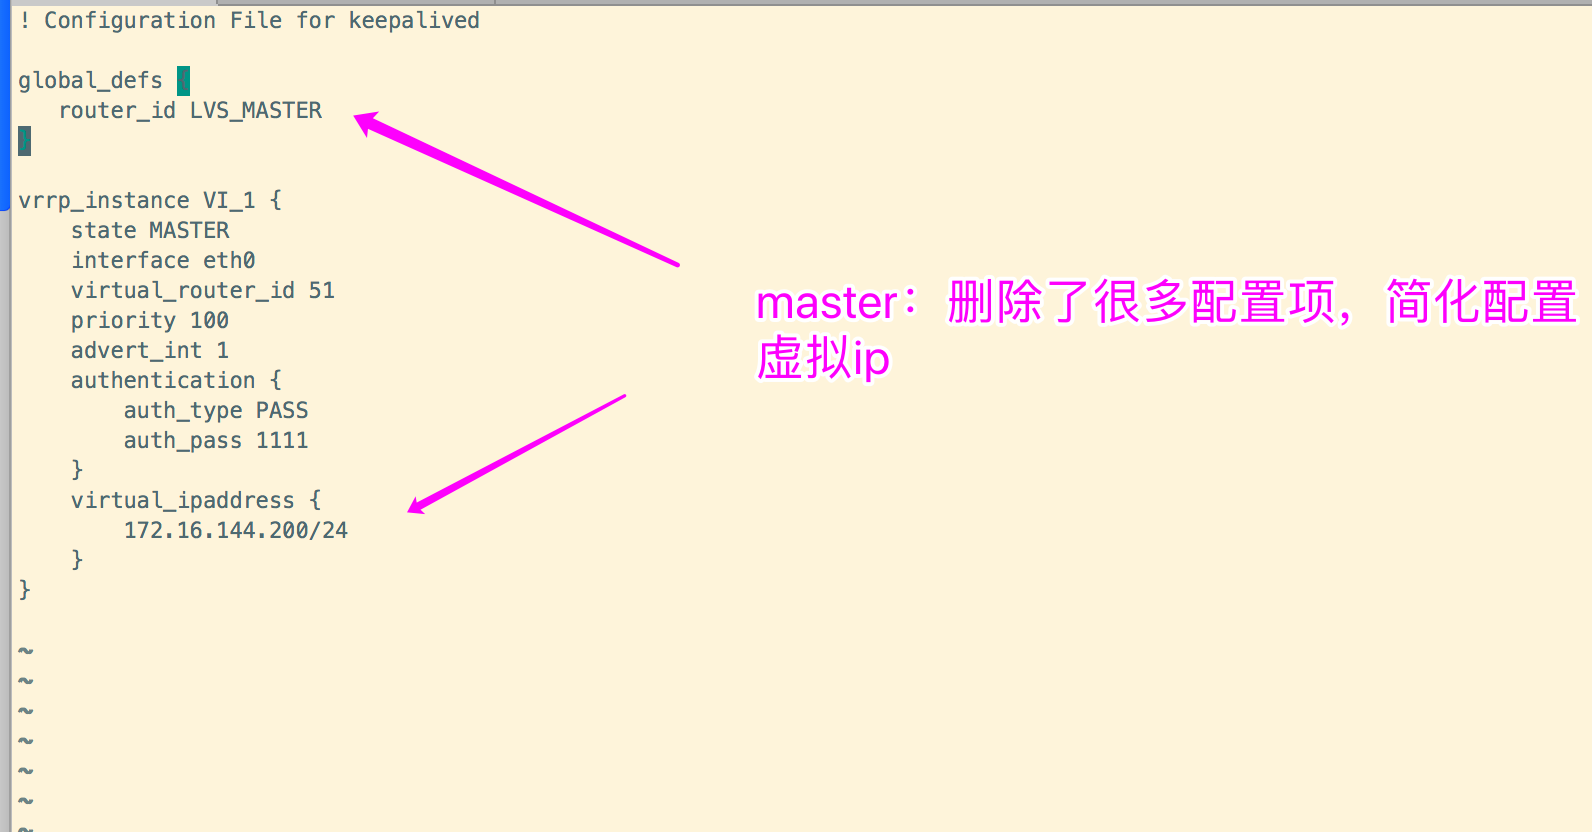 ! Configuration File for keepalived
global_defs {
router_id LVS_MASTER
}
vrrp_instance VI_1 {
state MASTER
interface eth0
virtual_router_id 51
priority 100
advert_int 1
authentication {
auth_type PASS
auth_pass 1111
}
virtual_ipaddress {
172.16.144.200/24
}
}
~
~
~
~
~
~
~
master：删除了很多配置项，简化配置
虚拟ip